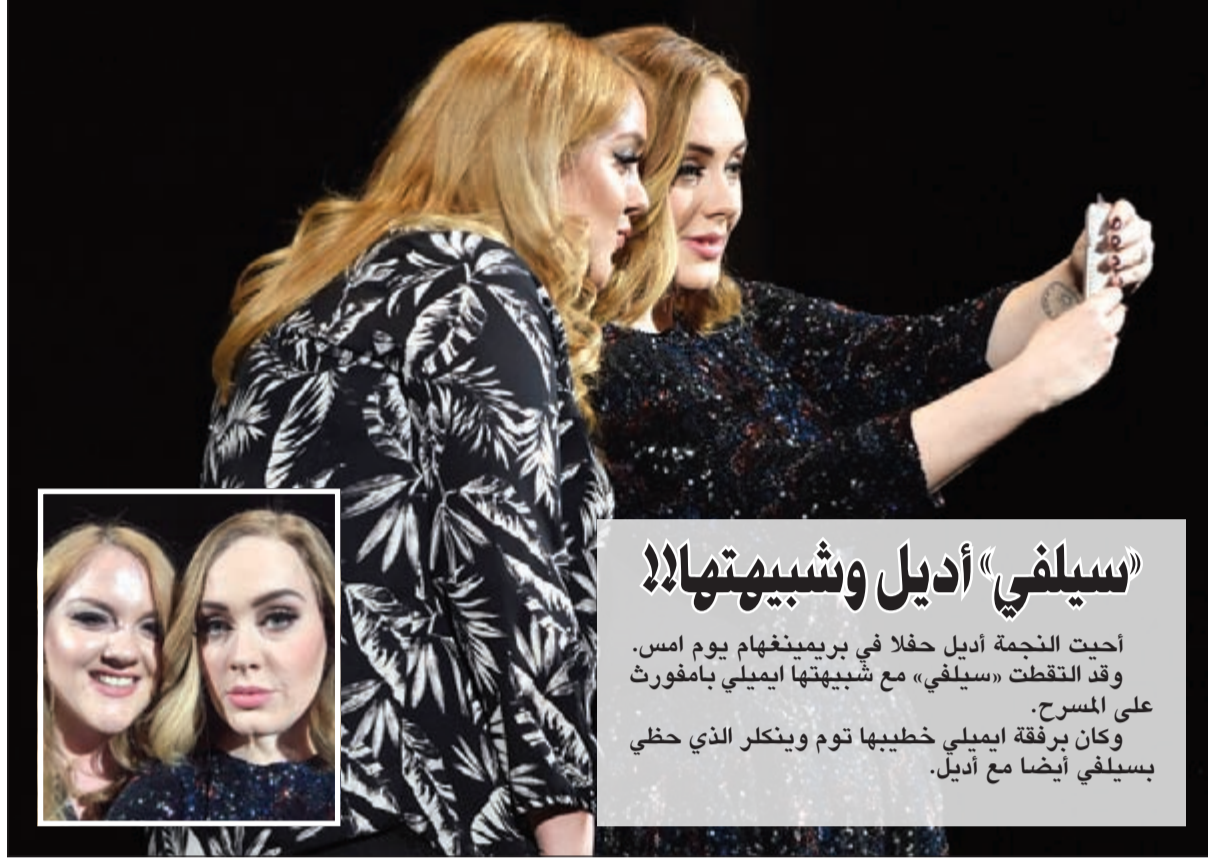 «سيلفي» أديل وشبيهتها!!
أحيت النجمة أديل حفلا في بريمينغهام يوم امس.
وقد التقطت «سيلفي» مع شبيهتها ايميلي بامفورث
على المسرح.
وكان برفقة ايميلي خطيبها توم وينكلر الذي حظي
بسيلفي أيضا مع أديل.